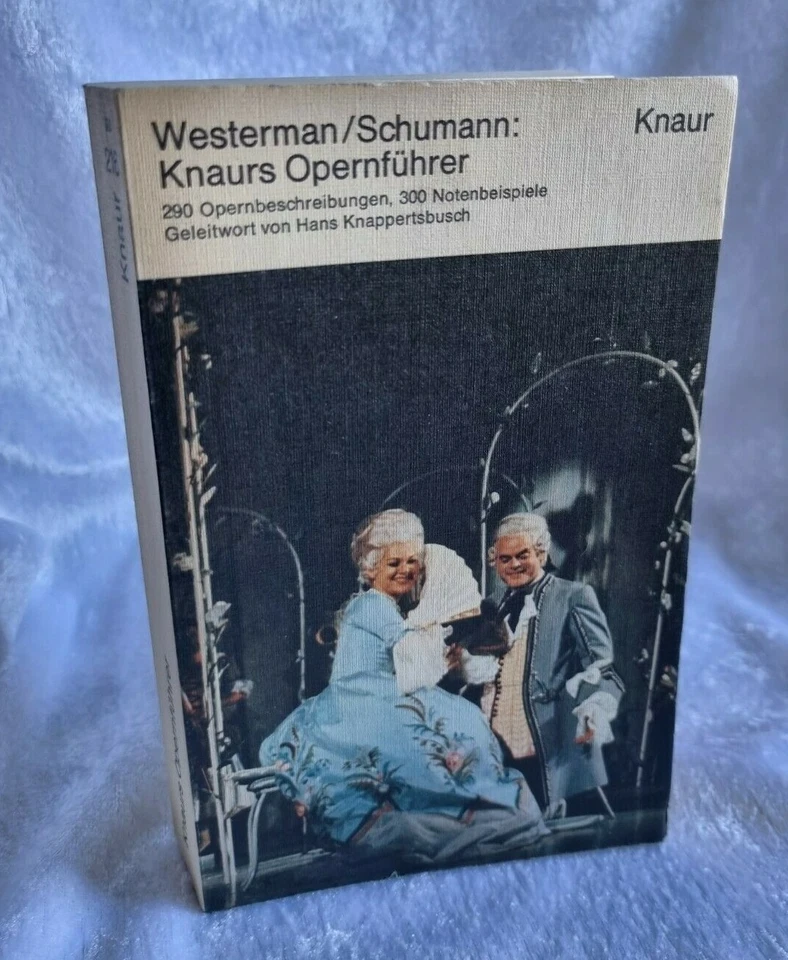 Westerman/Schumann:
Knaurs Opernführer
Knaur
290 Opernbeschreibungen, 300 Notenbeispiele
Geleitwort von Hans Knappertsbusch
Knaur